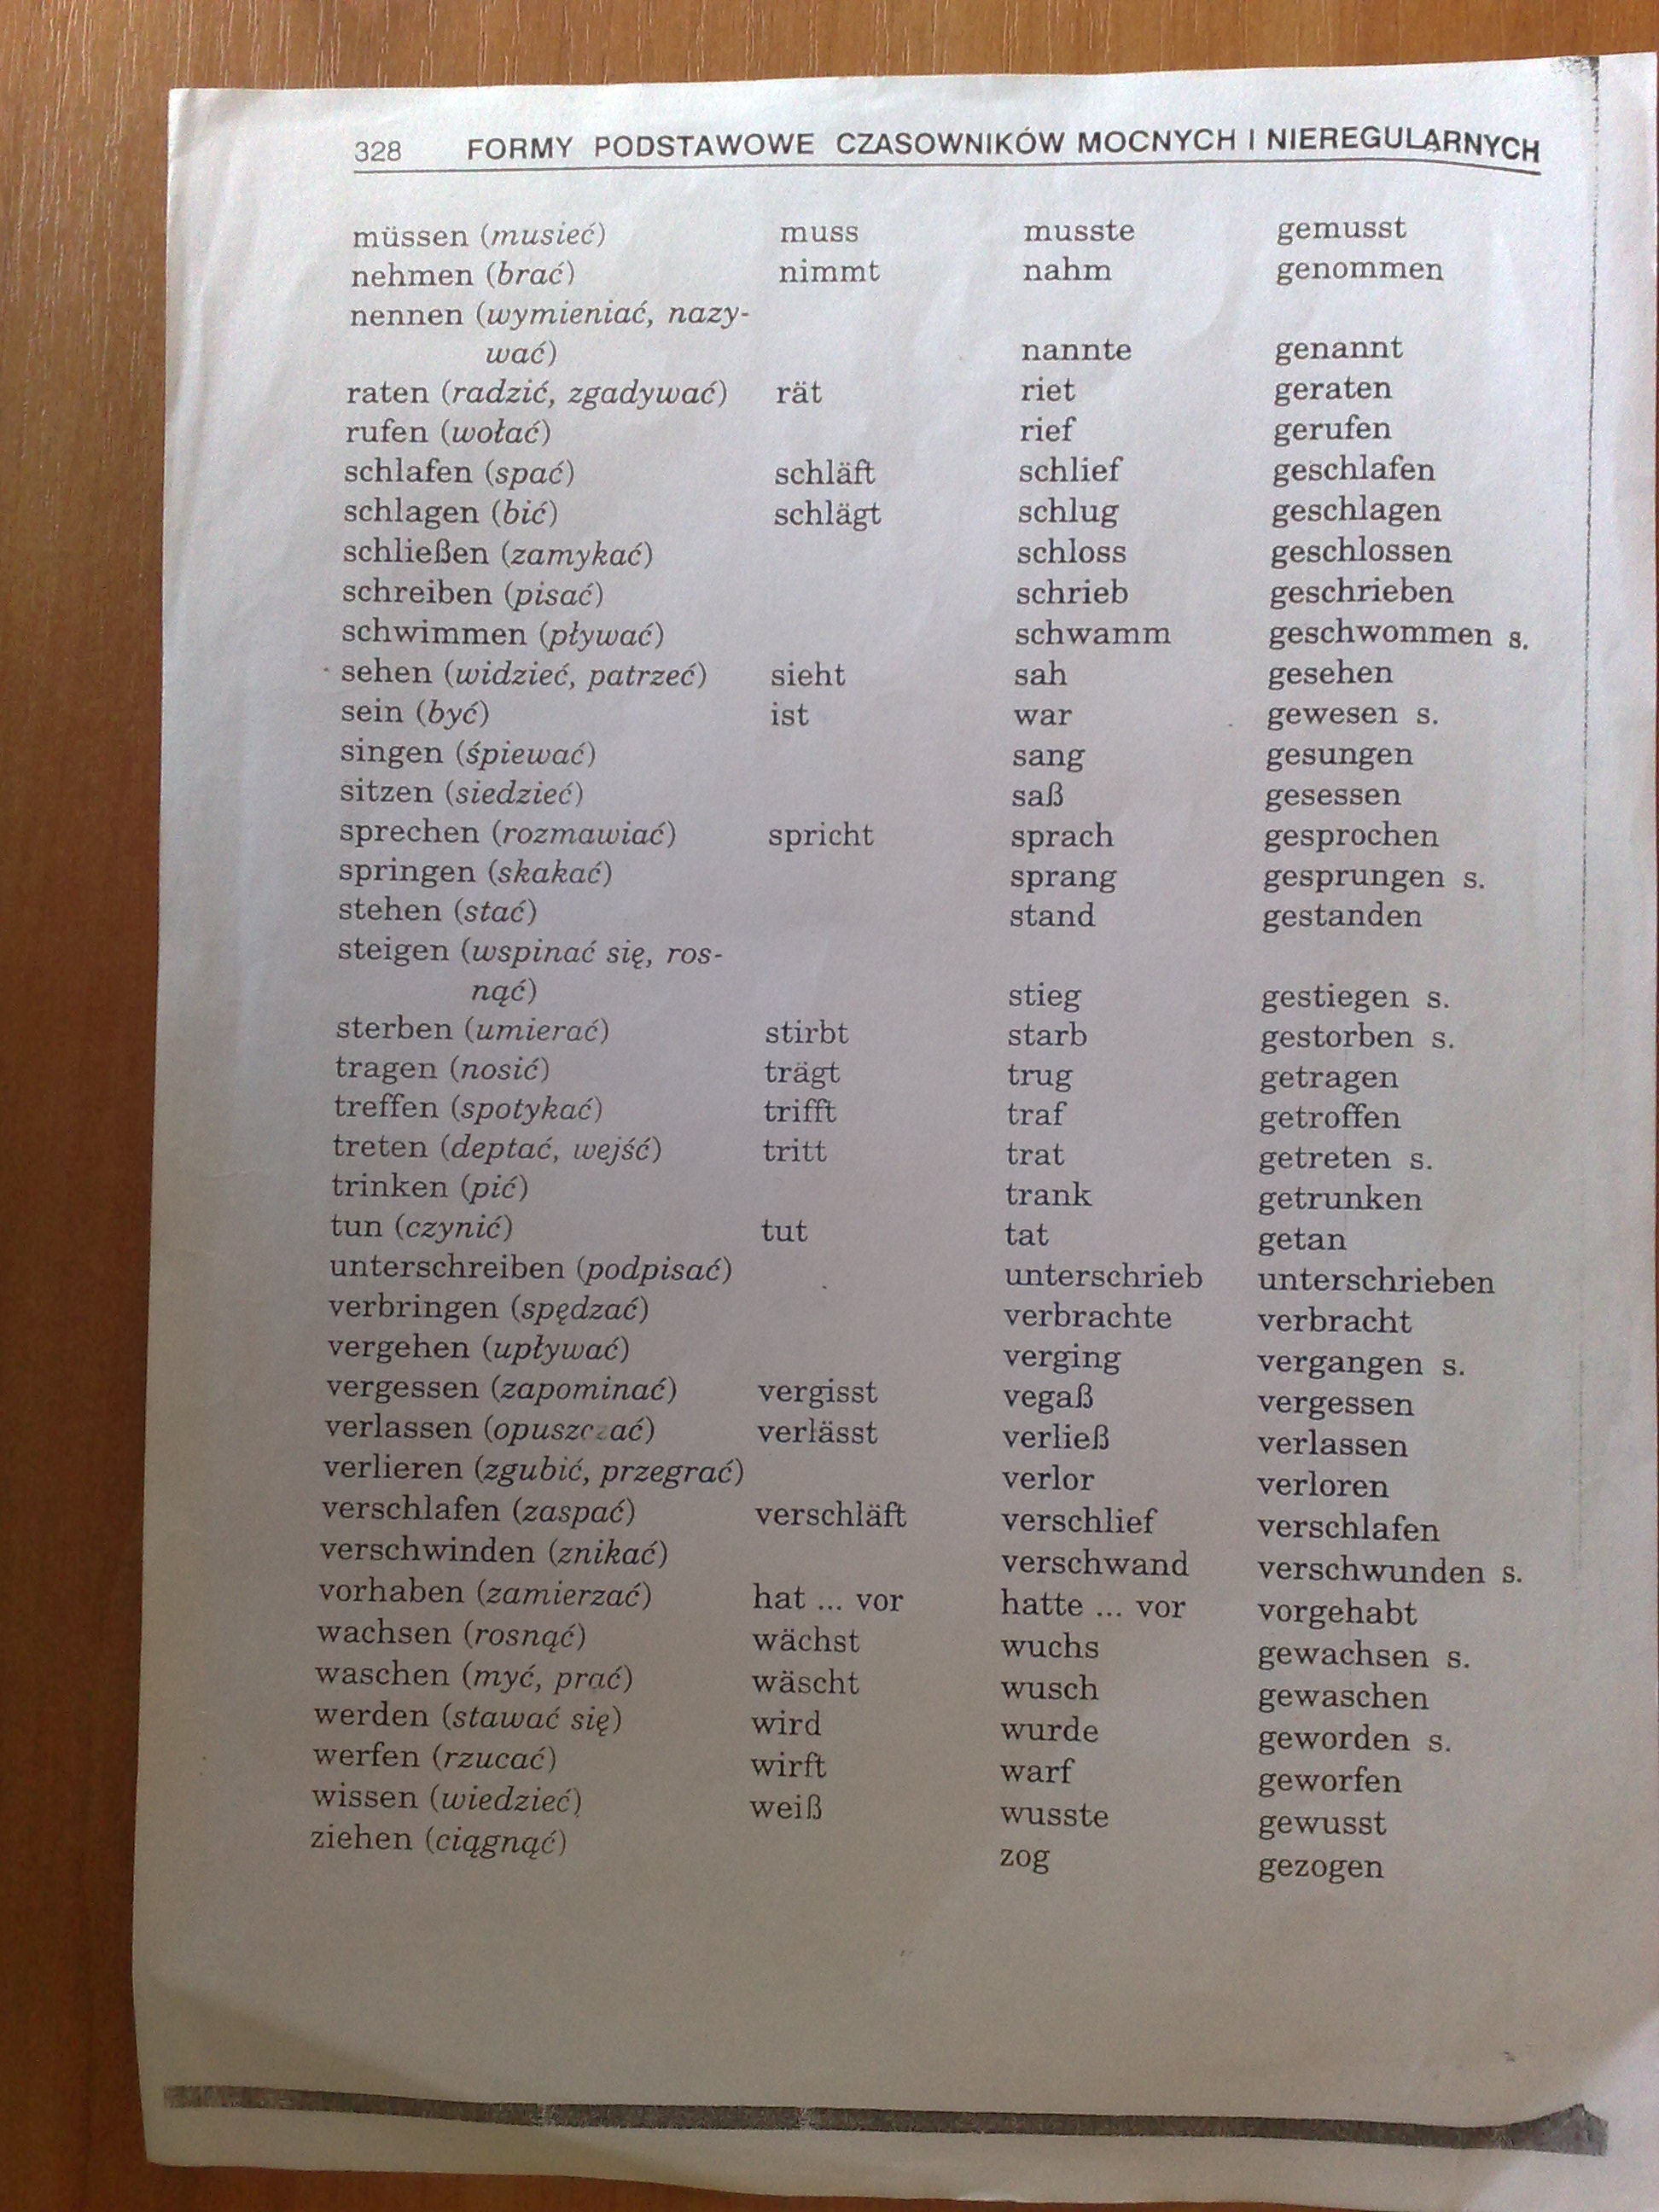 328 FORMY PODSTAWOWE CZASOWNIKÓW MOCNYCH I NIEREGULARNYCH
müssen (musieć) muss musste gemusst
nehmen (brać) nimmt nahm genommen
nennen (wymieniać, nazy-
wać) nannte genannt
raten (radzić, zgadywać) rät riet geraten
rufen (wołać) rief gerufen
schlafen (spać) schläft schlief geschlafen
schlagen (bić) schlägt schlug geschlagen
schließen (zamykać) schloss geschlossen
schreiben (pisać) schrieb geschrieben
schwimmen (pływać) schwamm geschwommen s.
sehen (widzieć, patrzeć) sieht sah gesehen
sein (być) ist war gewesen s.
singen (śpiewać) sang gesungen
sitzen (siedzieć) saß gesessen
sprechen (rozmawiać) spricht sprach gesprochen
springen (skakać) sprang gesprungen s.
stehen (stać) stand gestanden
steigen (wspinać się, ros-
nąć) stieg gestiegen s.
sterben (umierać) stirbt starb gestorben s.
tragen (nosić) trägt trug getragen
treffen (spotykać) trifft traf getroffen
treten (deptać, wejść) tritt trat getreten s.
trinken (pić) trank getrunken
tun (czynić) tut tat getan
unterschreiben (podpisać) unterschrieb unterschrieben
verbringen (spędzać) verbrachte verbracht
vergehen (upływać) verging vergangen s.
vergessen (zapominać) vergisst vegaß vergessen
verlassen (opuszczać) verlässt verließ verlassen
verlieren (zgubić, przegrać) verlor verloren
verschlafen (zaspać) verschläft verschlief verschlafen
verschwinden (znikać) verschwand verschwunden s.
vorhaben (zamierzać) hat ... vor hatte ... vor vorgehabt
wachsen (rosnąć) wächst wuchs gewachsen s.
waschen (myć, prać) wäscht wusch gewaschen
werden (stawać się) wird wurde geworden s.
werfen (rzucać) wirft warf geworfen
wissen (wiedzieć) weiß wusste gewusst
ziehen (ciągnąć) zog gezogen